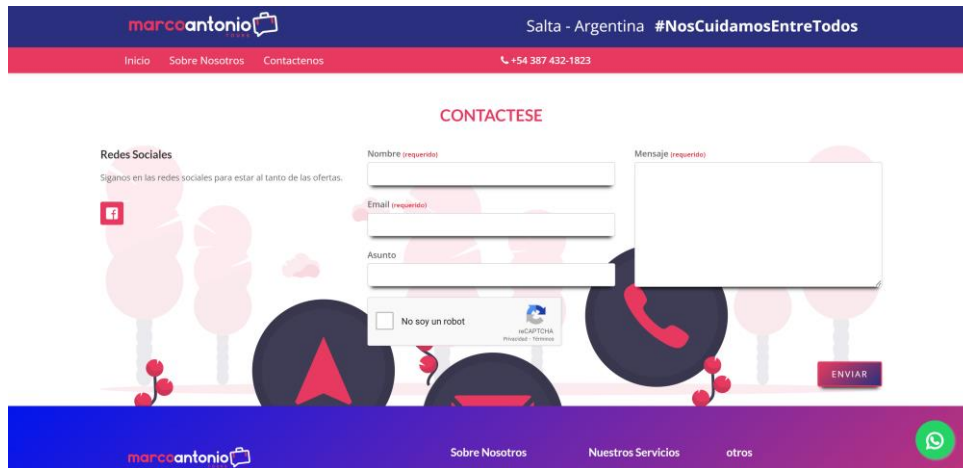 marcoantonio
TOURS
Salta - Argentina #NosCuidamosEntreTodos
Inicio Sobre Nosotros Contactenos
+54 387 432-1823
CONTACTESE
Redes Sociales
Siganos en las redes sociales para estar al tanto de las ofertas.
Nombre (requerido)
Email (requerido)
Asunto
No soy un robot
reCAPTCHA
Privacidad - Términos
Mensaje (requerido)
ENVIAR
marcoantonio
Sobre Nosotros
Nuestros Servicios
otros